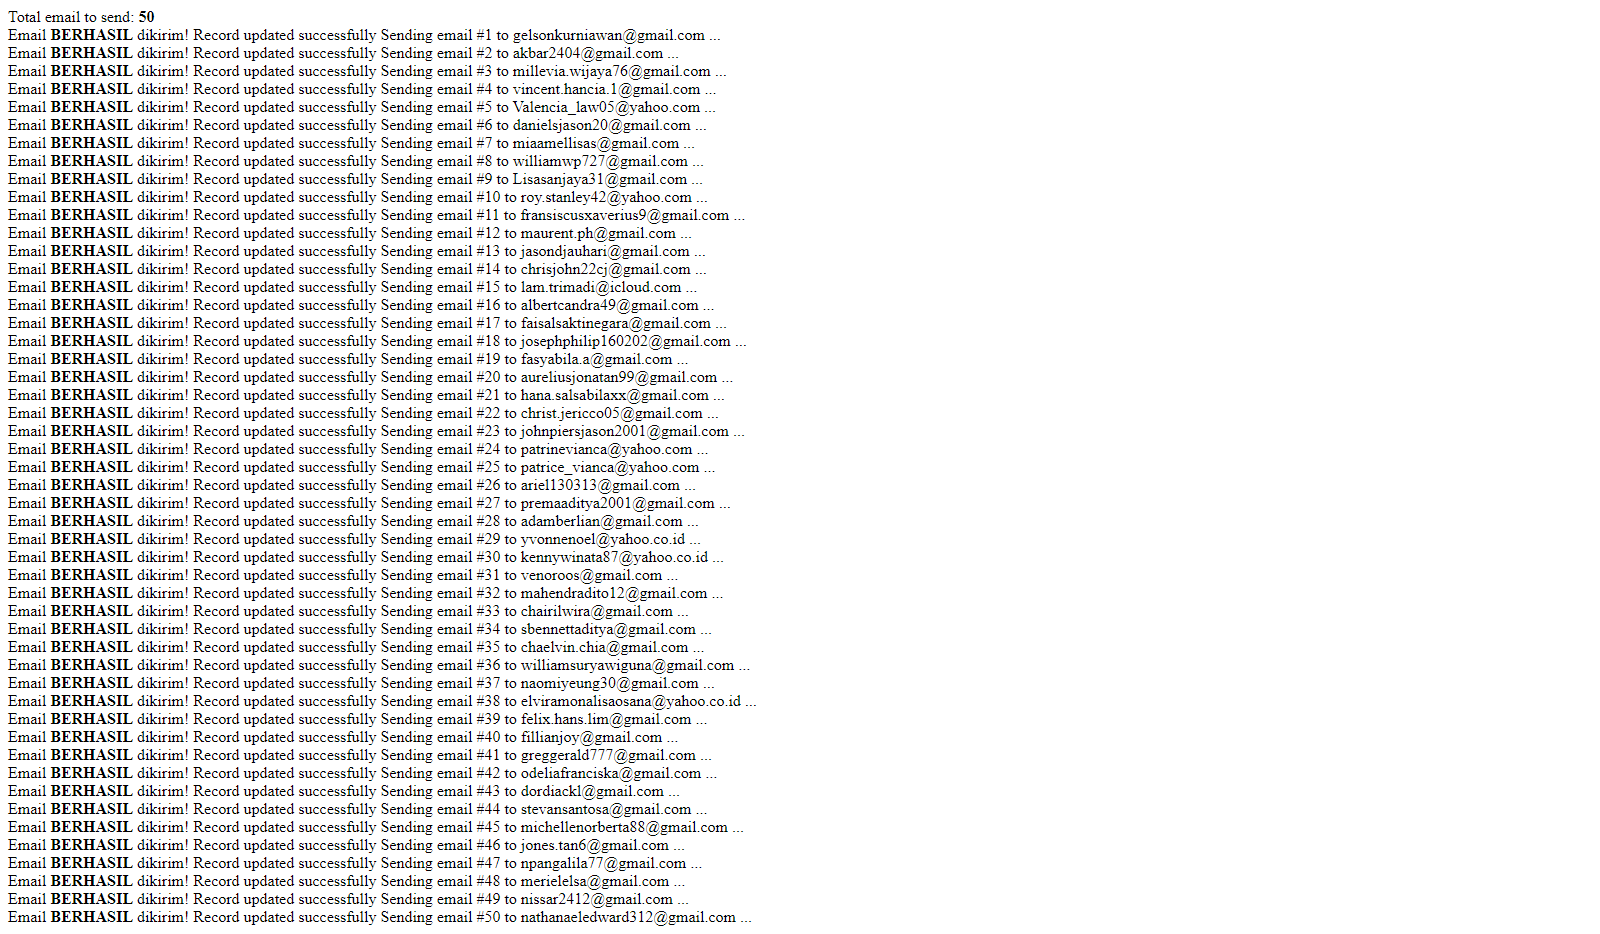 Total email to send: 50
Email BERHASIL dikirim! Record updated successfully Sending email #1 to gelsonkurniawan@gmail.com ...
Email BERHASIL dikirim! Record updated successfully Sending email #2 to akbar2404@gmail.com ...
Email BERHASIL dikirim! Record updated successfully Sending email #3 to millevia.wijaya76@gmail.com ...
Email BERHASIL dikirim! Record updated successfully Sending email #4 to vincent.hancia.1@gmail.com ...
Email BERHASIL dikirim! Record updated successfully Sending email #5 to Valencia_law05@yahoo.com ...
Email BERHASIL dikirim! Record updated successfully Sending email #6 to danielsjason20@gmail.com ...
Email BERHASIL dikirim! Record updated successfully Sending email #7 to miaamellisas@gmail.com ...
Email BERHASIL dikirim! Record updated successfully Sending email #8 to williamwp727@gmail.com ...
Email BERHASIL dikirim! Record updated successfully Sending email #9 to Lisasanjaya31@gmail.com ...
Email BERHASIL dikirim! Record updated successfully Sending email #10 to roy.stanley42@yahoo.com ...
Email BERHASIL dikirim! Record updated successfully Sending email #11 to fransiscusxaverius9@gmail.com ...
Email BERHASIL dikirim! Record updated successfully Sending email #12 to maurent.ph@gmail.com ...
Email BERHASIL dikirim! Record updated successfully Sending email #13 to jasondjauhari@gmail.com ...
Email BERHASIL dikirim! Record updated successfully Sending email #14 to chrisjohn22cj@gmail.com ...
Email BERHASIL dikirim! Record updated successfully Sending email #15 to lam.trimadi@icloud.com ...
Email BERHASIL dikirim! Record updated successfully Sending email #16 to albertcandra49@gmail.com ...
Email BERHASIL dikirim! Record updated successfully Sending email #17 to faisalsaktinegara@gmail.com ...
Email BERHASIL dikirim! Record updated successfully Sending email #18 to josephphilip160202@gmail.com ...
Email BERHASIL dikirim! Record updated successfully Sending email #19 to fasyabila.a@gmail.com ...
Email BERHASIL dikirim! Record updated successfully Sending email #20 to aureliusjonatan99@gmail.com ...
Email BERHASIL dikirim! Record updated successfully Sending email #21 to hana.salsabilaxx@gmail.com ...
Email BERHASIL dikirim! Record updated successfully Sending email #22 to christ.jericco05@gmail.com ...
Email BERHASIL dikirim! Record updated successfully Sending email #23 to johnpiersjason2001@gmail.com ...
Email BERHASIL dikirim! Record updated successfully Sending email #24 to patrinevianca@yahoo.com ...
Email BERHASIL dikirim! Record updated successfully Sending email #25 to patrice_vianca@yahoo.com ...
Email BERHASIL dikirim! Record updated successfully Sending email #26 to ariel130313@gmail.com ...
Email BERHASIL dikirim! Record updated successfully Sending email #27 to premaaditya2001@gmail.com ...
Email BERHASIL dikirim! Record updated successfully Sending email #28 to adamberlian@gmail.com ...
Email BERHASIL dikirim! Record updated successfully Sending email #29 to yvonnenoel@yahoo.co.id ...
Email BERHASIL dikirim! Record updated successfully Sending email #30 to kennywinata87@yahoo.co.id ...
Email BERHASIL dikirim! Record updated successfully Sending email #31 to venoroos@gmail.com ...
Email BERHASIL dikirim! Record updated successfully Sending email #32 to mahendradito12@gmail.com ...
Email BERHASIL dikirim! Record updated successfully Sending email #33 to chairilwira@gmail.com ...
Email BERHASIL dikirim! Record updated successfully Sending email #34 to sbennettaditya@gmail.com ...
Email BERHASIL dikirim! Record updated successfully Sending email #35 to chaelvin.chia@gmail.com ...
Email BERHASIL dikirim! Record updated successfully Sending email #36 to williamsuryawiguna@gmail.com ...
Email BERHASIL dikirim! Record updated successfully Sending email #37 to naomiyeung30@gmail.com ...
Email BERHASIL dikirim! Record updated successfully Sending email #38 to elviramonalisaosana@yahoo.co.id ...
Email BERHASIL dikirim! Record updated successfully Sending email #39 to felix.hans.lim@gmail.com ...
Email BERHASIL dikirim! Record updated successfully Sending email #40 to fillianjoy@gmail.com ...
Email BERHASIL dikirim! Record updated successfully Sending email #41 to greggerald777@gmail.com ...
Email BERHASIL dikirim! Record updated successfully Sending email #42 to odeliafranciska@gmail.com ...
Email BERHASIL dikirim! Record updated successfully Sending email #43 to dordiackl@gmail.com ...
Email BERHASIL dikirim! Record updated successfully Sending email #44 to stevansantosa@gmail.com ...
Email BERHASIL dikirim! Record updated successfully Sending email #45 to michellenorberta88@gmail.com ...
Email BERHASIL dikirim! Record updated successfully Sending email #46 to jones.tan6@gmail.com ...
Email BERHASIL dikirim! Record updated successfully Sending email #47 to npangalila77@gmail.com ...
Email BERHASIL dikirim! Record updated successfully Sending email #48 to merielelsa@gmail.com ...
Email BERHASIL dikirim! Record updated successfully Sending email #49 to nissar2412@gmail.com ...
Email BERHASIL dikirim! Record updated successfully Sending email #50 to nathanaeledward312@gmail.com ...